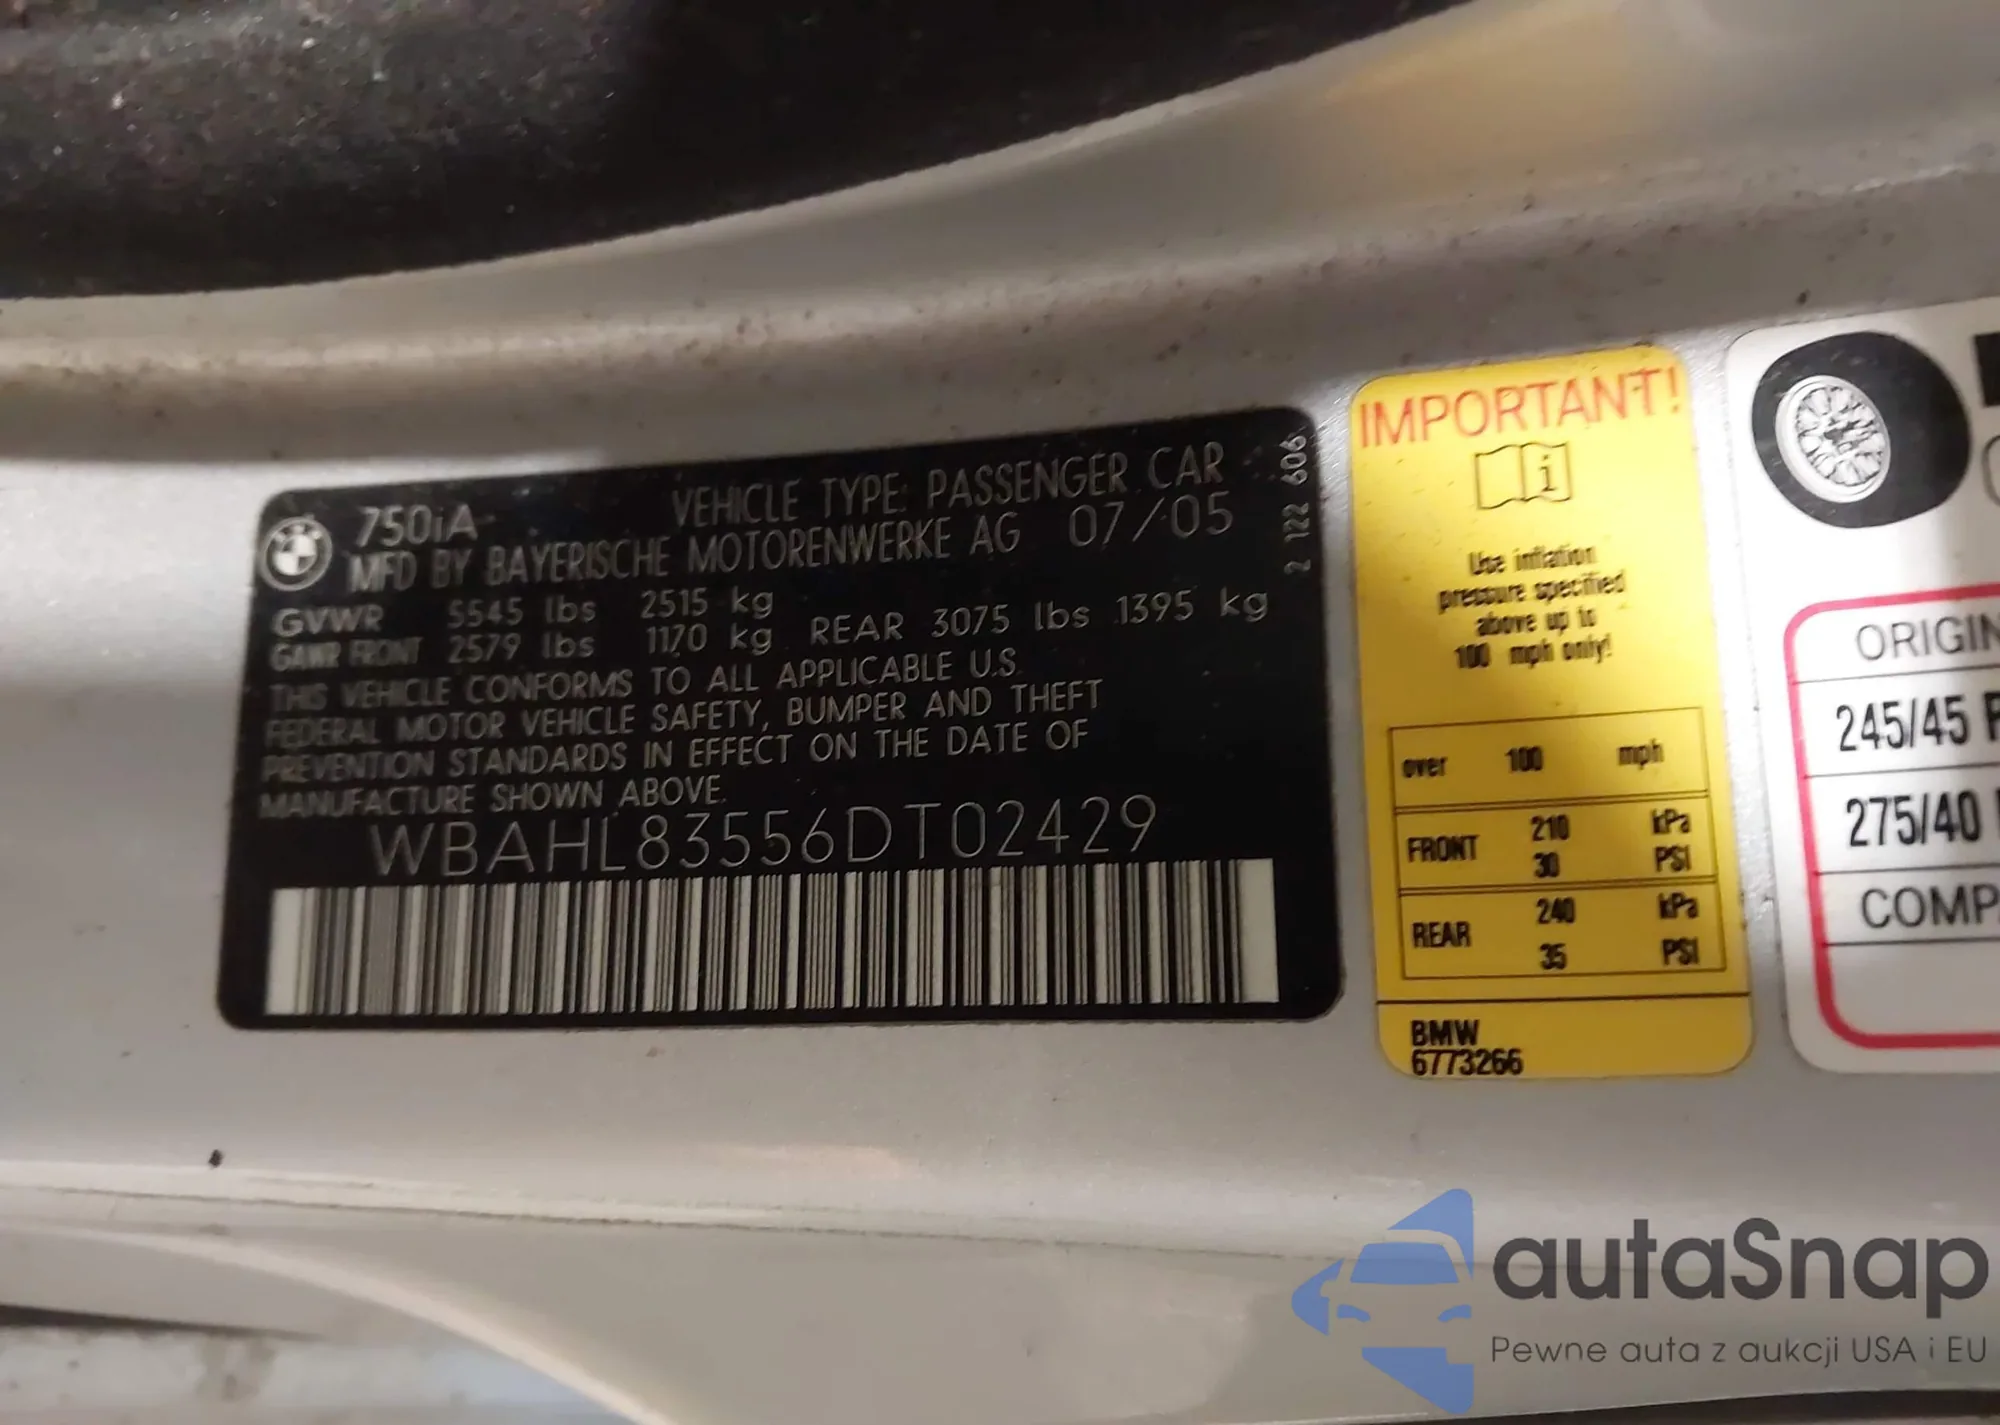 750iA VEHICLE TYPE: PASSENGER CAR
MFD BY BAYERISCHE MOTORENWERKE AG 07/05
GVWR 5545 lbs 2515 kg
GAWR FRONT 2579 lbs 1170 kg REAR 3075 lbs 1395 kg
THIS VEHICLE CONFORMS TO ALL APPLICABLE U.S.
FEDERAL MOTOR VEHICLE SAFETY, BUMPER AND THEFT
PREVENTION STANDARDS IN EFFECT ON THE DATE OF
MANUFACTURE SHOWN ABOVE.
WBAHL83556DT02429
2 122 606
IMPORTANT!
i
Use inflation
pressure specified
above up to
100 mph only!
over 100 mph
FRONT 210 kPa
30 PSI
REAR 240 kPa
35 PSI
BMW
6773266
ORIGIN
245/45
275/40
COMP
autaSnap
Pewne auta z aukcji USA i EU